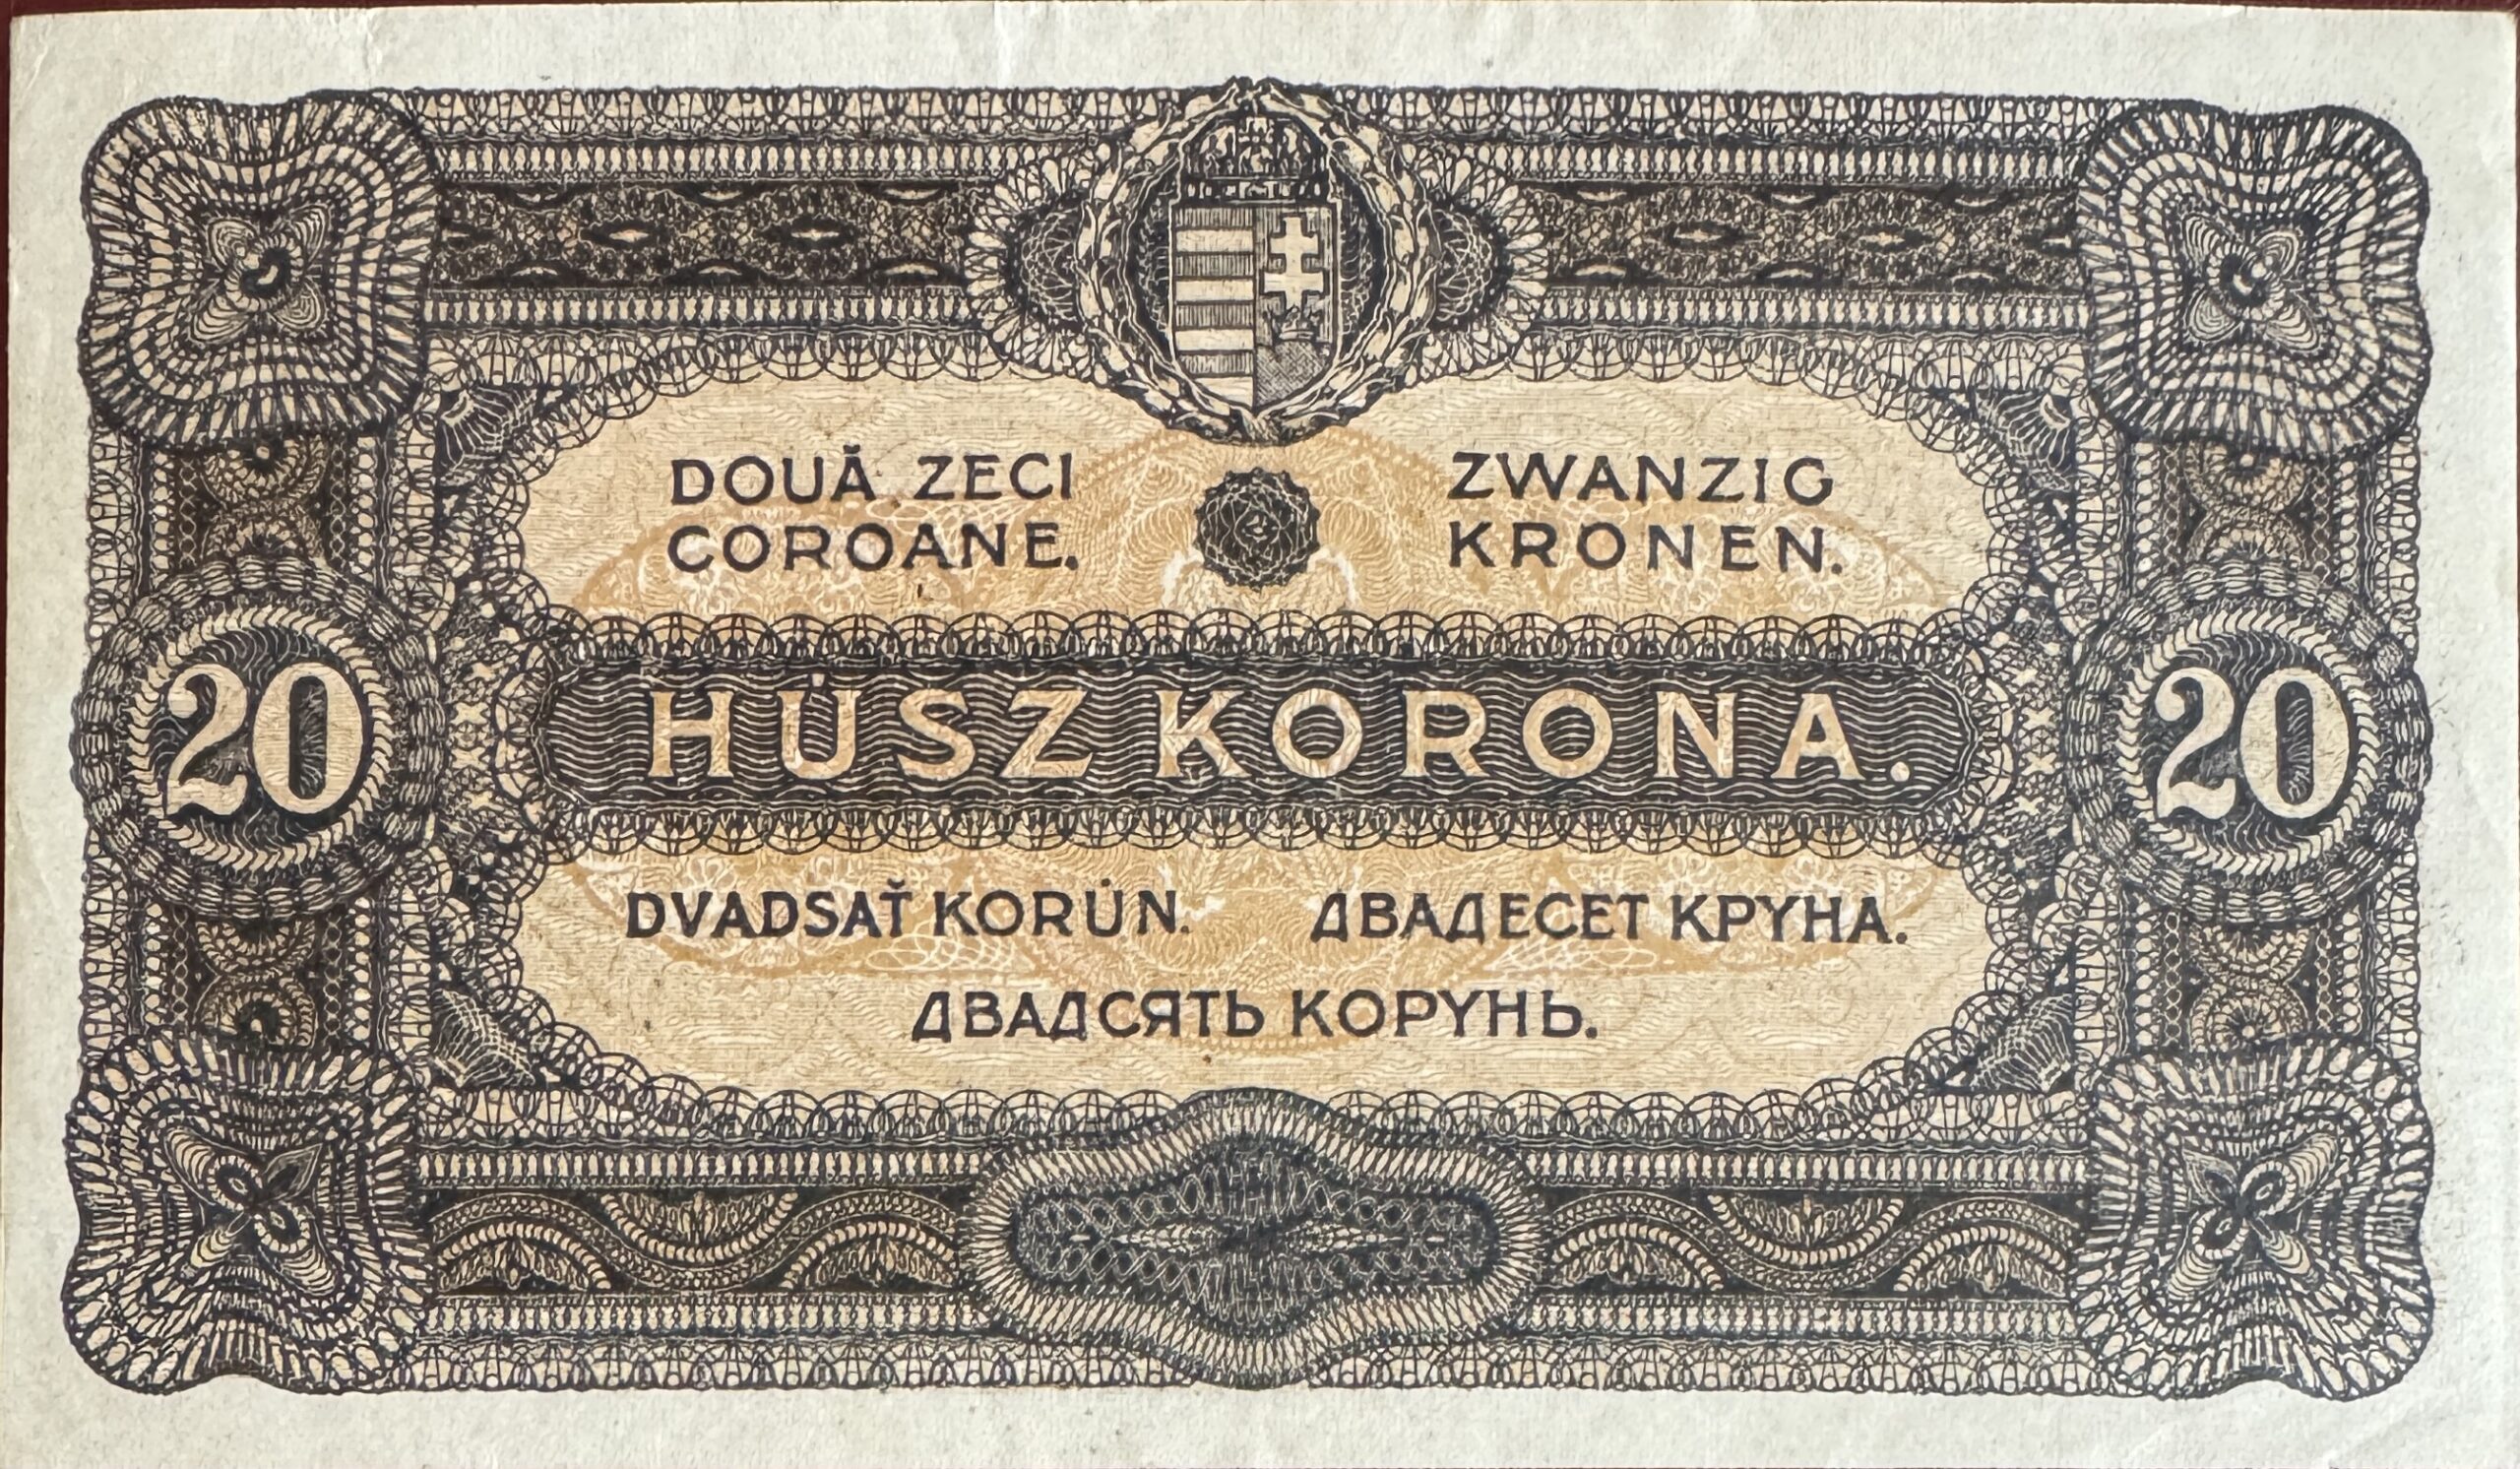 DOUĂ ZECI
COROANE.
ZWANZIG
KRONEN.
20
HÚSZ KORONA.
20
DVADSAŤ KORÚN.
ДВАДЕСЕТ КРУНА.
ДВАДСЯТЬ КОРУНЬ.